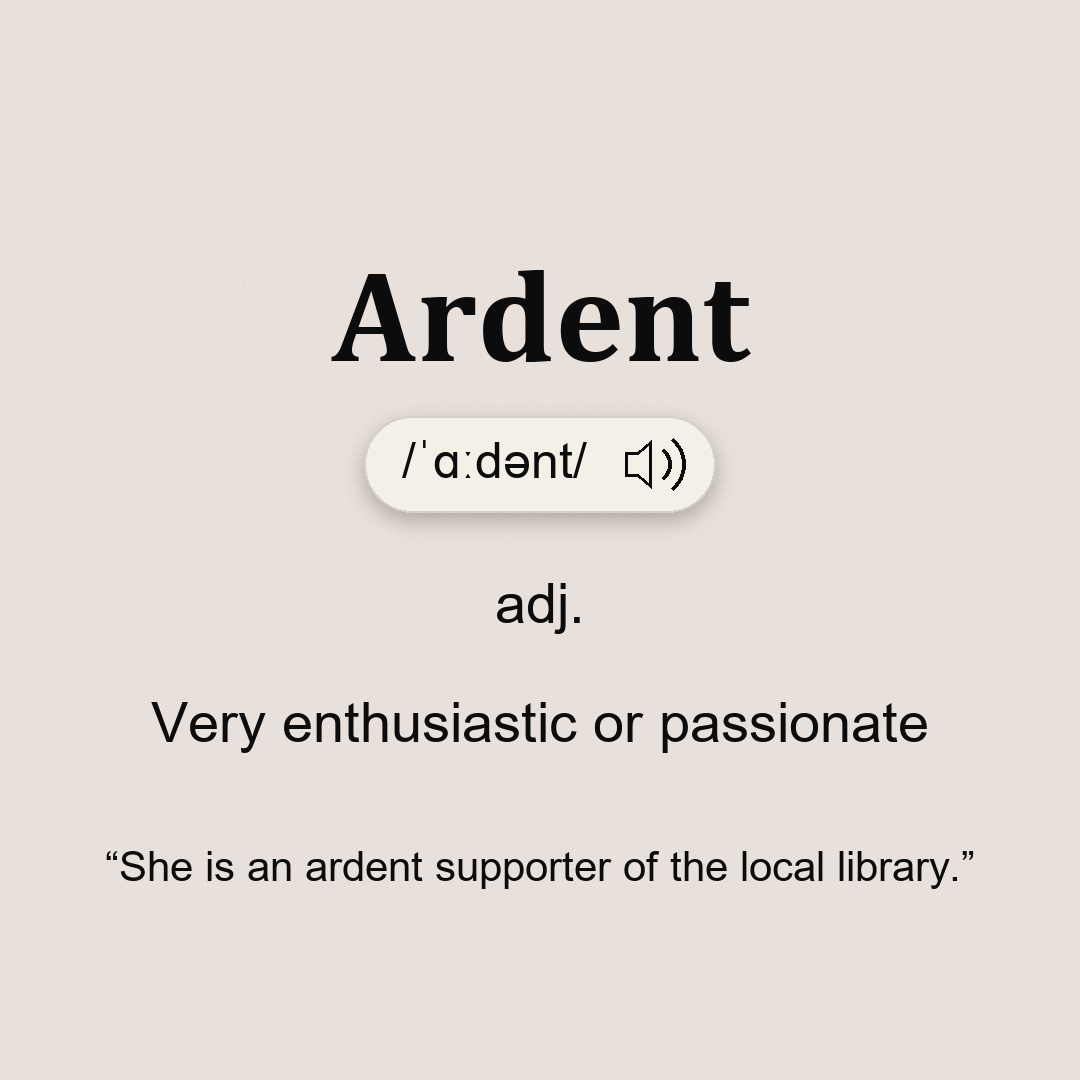 Ardent
/ˈɑːdənt/
adj.
Very enthusiastic or passionate
“She is an ardent supporter of the local library.”